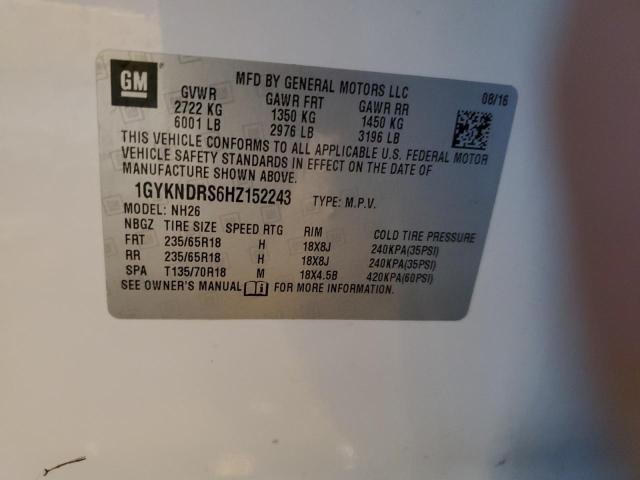 GM
MFD BY GENERAL MOTORS LLC
08/16
GVWR GAWR FRT GAWR RR
2722 KG 1350 KG 1450 KG
6001 LB 2976 LB 3196 LB
THIS VEHICLE CONFORMS TO ALL APPLICABLE U.S. FEDERAL MOTOR
VEHICLE SAFETY STANDARDS IN EFFECT ON THE DATE OF
MANUFACTURE SHOWN ABOVE.
1GYKNDRS6HZ152243 TYPE: M.P.V.
MODEL: NH26
NBGZ TIRE SIZE SPEED RTG RIM COLD TIRE PRESSURE
FRT 235/65R18 H 18X8J 240KPA(35PSI)
RR 235/65R18 H 18X8J 240KPA(35PSI)
SPA T135/70R18 M 18X4.5B 420KPA(60PSI)
SEE OWNER'S MANUAL FOR MORE INFORMATION.